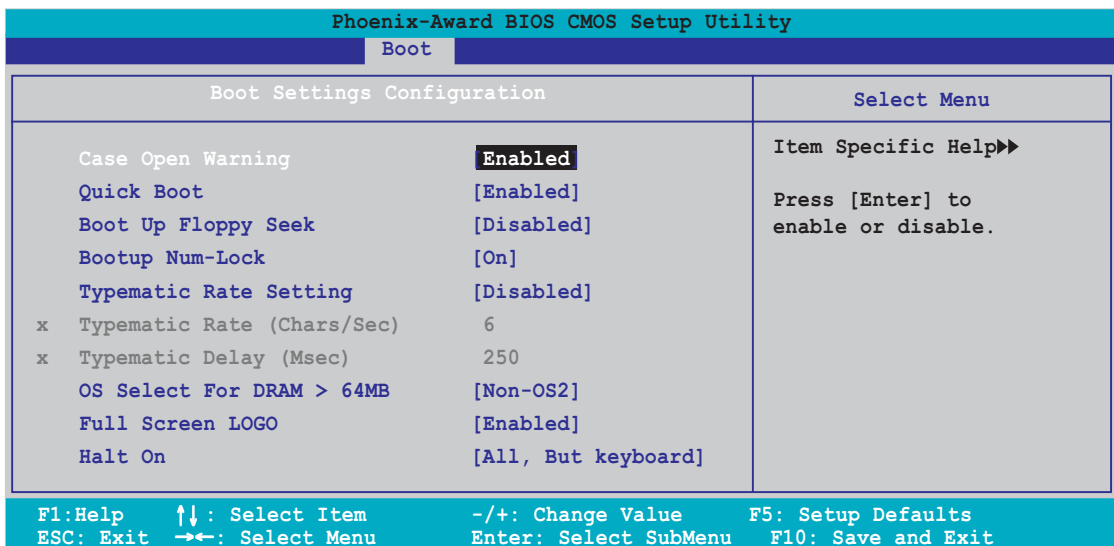 Phoenix-Award BIOS CMOS Setup Utility
Boot
Boot Settings Configuration
Select Menu
Case Open Warning [Enabled]
Quick Boot [Enabled]
Boot Up Floppy Seek [Disabled]
Bootup Num-Lock [On]
Typematic Rate Setting [Disabled]
x Typematic Rate (Chars/Sec) 6
x Typematic Delay (Msec) 250
OS Select For DRAM > 64MB [Non-OS2]
Full Screen LOGO [Enabled]
Halt On [All, But keyboard]
Item Specific Help▶▶
Press [Enter] to
enable or disable.
F1:Help ↑↓ : Select Item -/+: Change Value F5: Setup Defaults
ESC: Exit →←: Select Menu Enter: Select SubMenu F10: Save and Exit